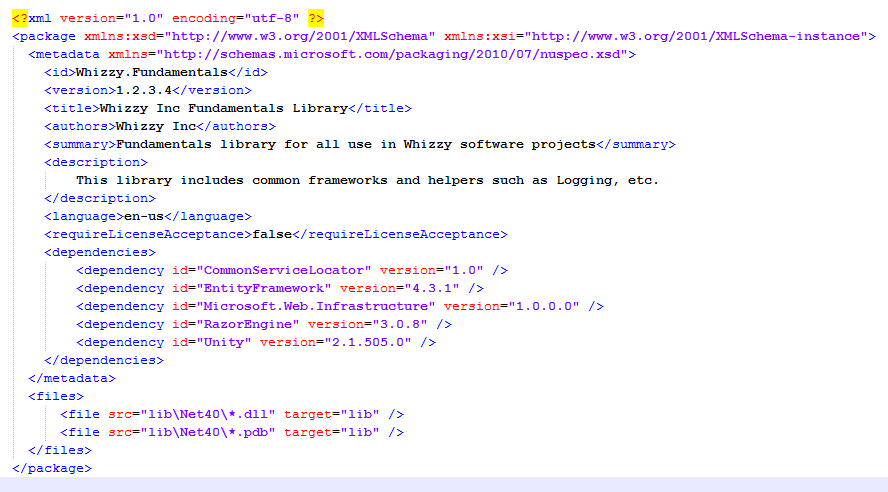 <?xml version="1.0" encoding="utf-8" ?>
<package xmlns:xsd="http://www.w3.org/2001/XMLSchema" xmlns:xsi="http://www.w3.org/2001/XMLSchema-instance">
<metadata xmlns="http://schemas.microsoft.com/packaging/2010/07/nuspec.xsd">
<id>Whizzy.Fundamentals</id>
<version>1.2.3.4</version>
<title>Whizzy Inc Fundamentals Library</title>
<authors>Whizzy Inc</authors>
<summary>Fundamentals library for all use in Whizzy software projects</summary>
<description>
This library includes common frameworks and helpers such as Logging, etc.
</description>
<language>en-us</language>
<requireLicenseAcceptance>false</requireLicenseAcceptance>
<dependencies>
<dependency id="CommonServiceLocator" version="1.0" />
<dependency id="EntityFramework" version="4.3.1" />
<dependency id="Microsoft.Web.Infrastructure" version="1.0.0.0" />
<dependency id="RazorEngine" version="3.0.8" />
<dependency id="Unity" version="2.1.505.0" />
</dependencies>
</metadata>
<files>
<file src="lib\Net40\*.dll" target="lib" />
<file src="lib\Net40\*.pdb" target="lib" />
</files>
</package>